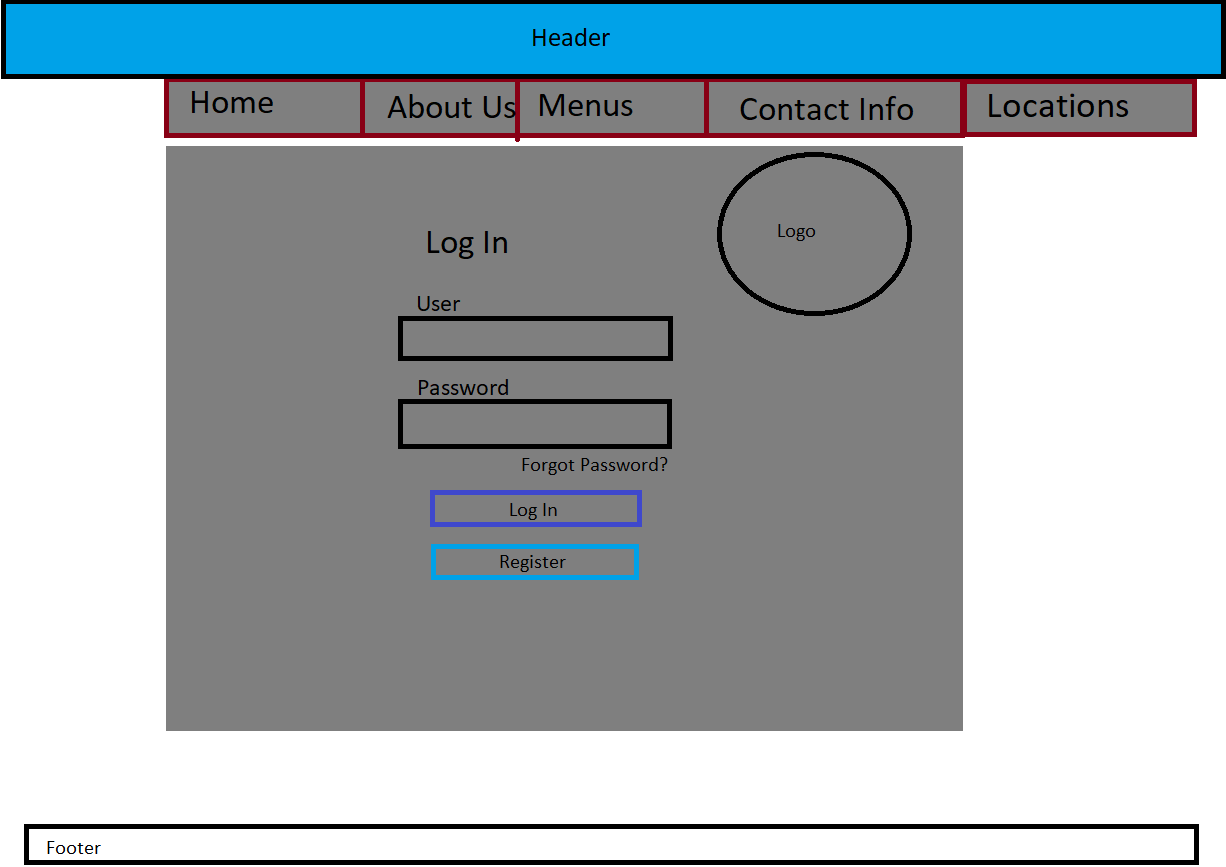 Header
Home About Us Menus Contact Info Locations
Logo
Log In
User
Password
Forgot Password?
Log In
Register
Footer